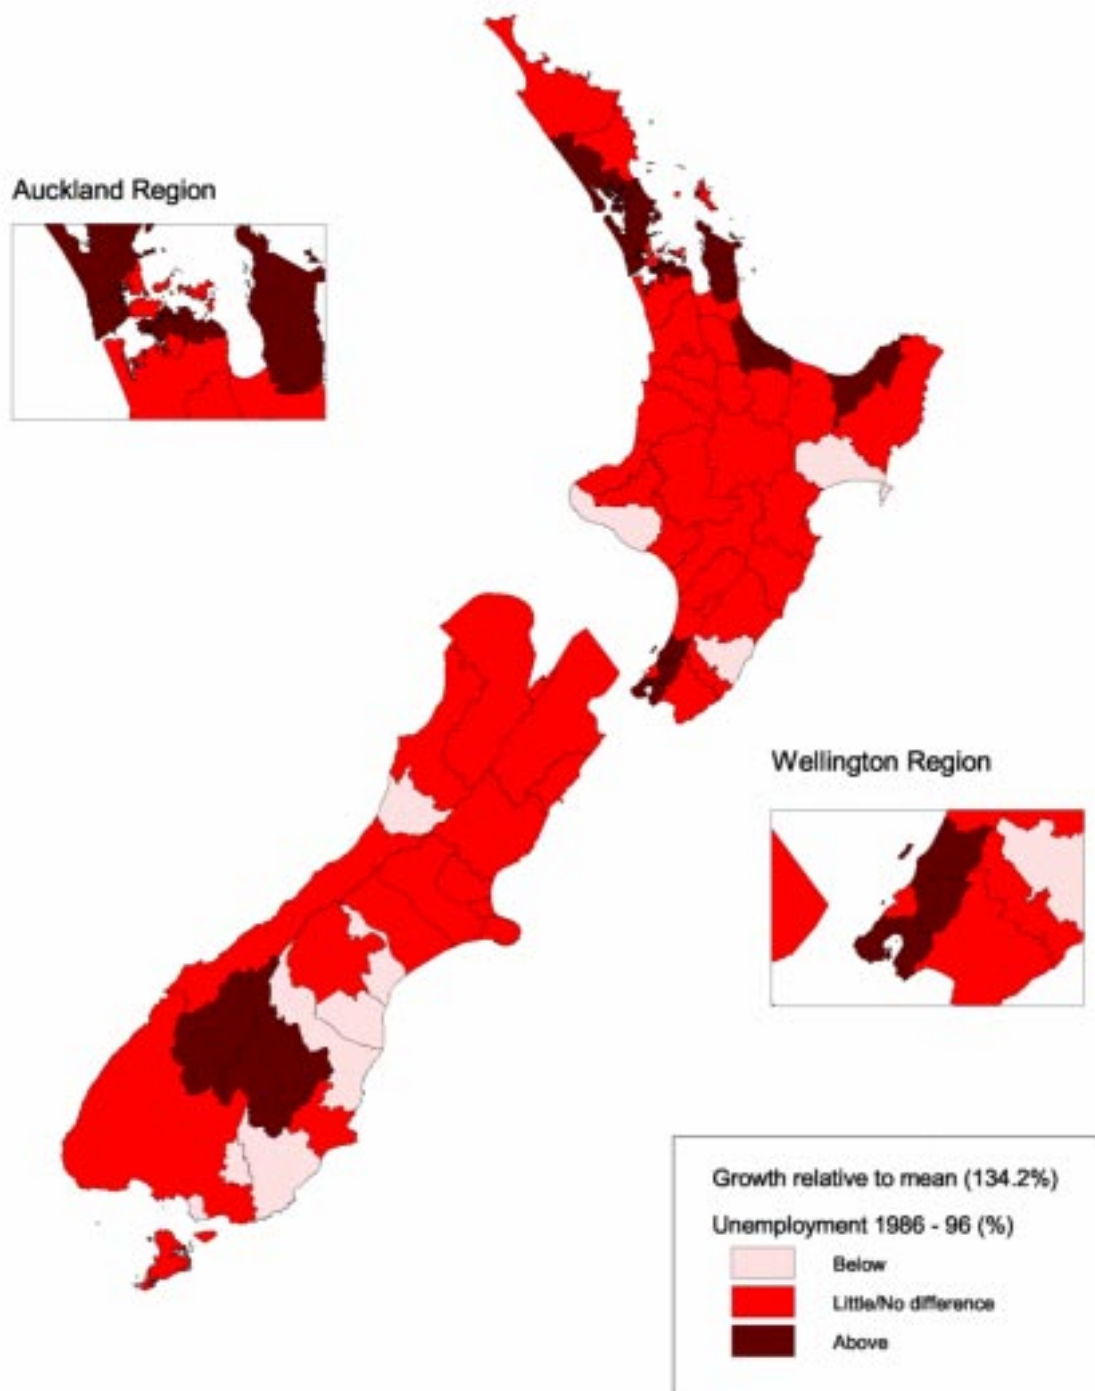 Auckland Region
Wellington Region
Growth relative to mean (134.2%)
Unemployment 1986 - 96 (%)
Below
Little/No difference
Above